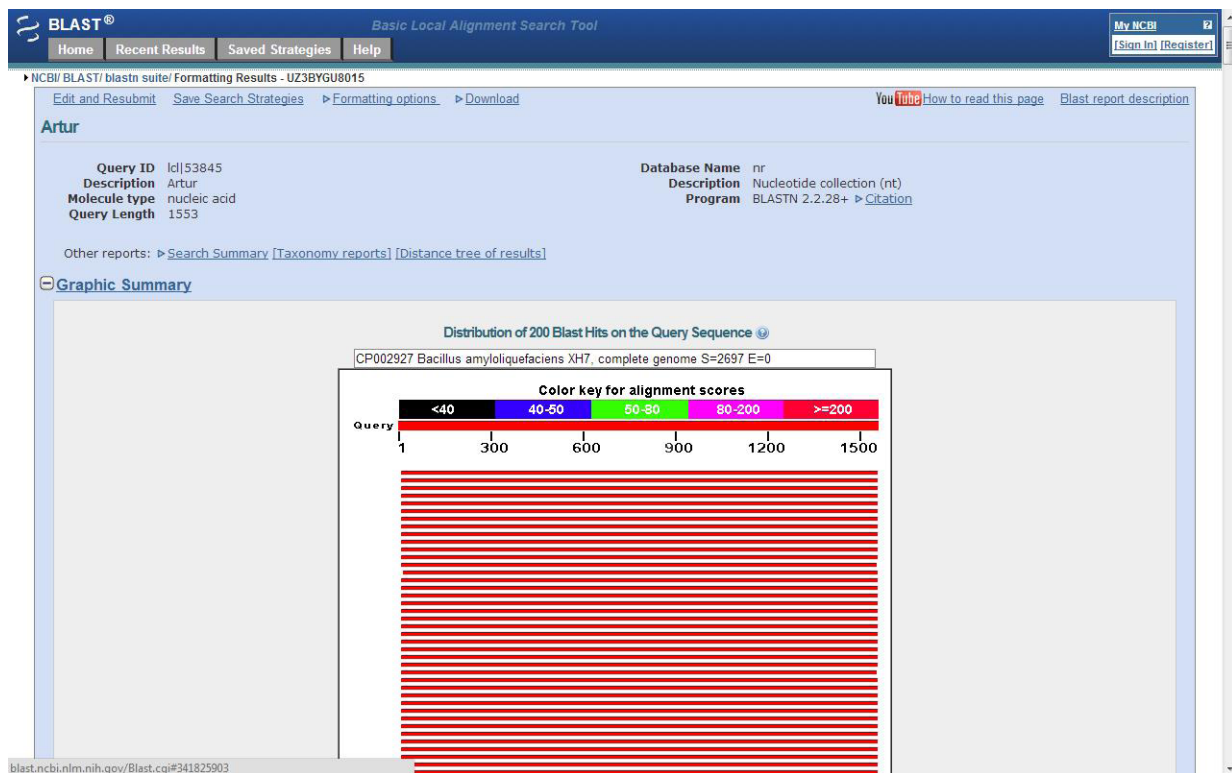 BLAST® Basic Local Alignment Search Tool My NCBI
Home Recent Results Saved Strategies Help [Sign In] [Register]
NCBI/ BLAST/ blastn suite/ Formatting Results - UZ3BYGU8015
Edit and Resubmit Save Search Strategies Formatting options Download You Tube How to read this page Blast report description
Artur
Query ID lcl|53845 Database Name nr
Description Artur Description Nucleotide collection (nt)
Molecule type nucleic acid Program BLASTN 2.2.28+ Citation
Query Length 1553
Other reports: Search Summary [Taxonomy reports] [Distance tree of results]
Graphic Summary
Distribution of 200 Blast Hits on the Query Sequence
CP002927 Bacillus amyloliquefaciens XH7, complete genome S=2697 E=0
Color key for alignment scores
<40 40-50 50-80 80-200 >=200
Query
1 300 600 900 1200 1500
blast.ncbi.nlm.nih.gov/Blast.cgi#341825903